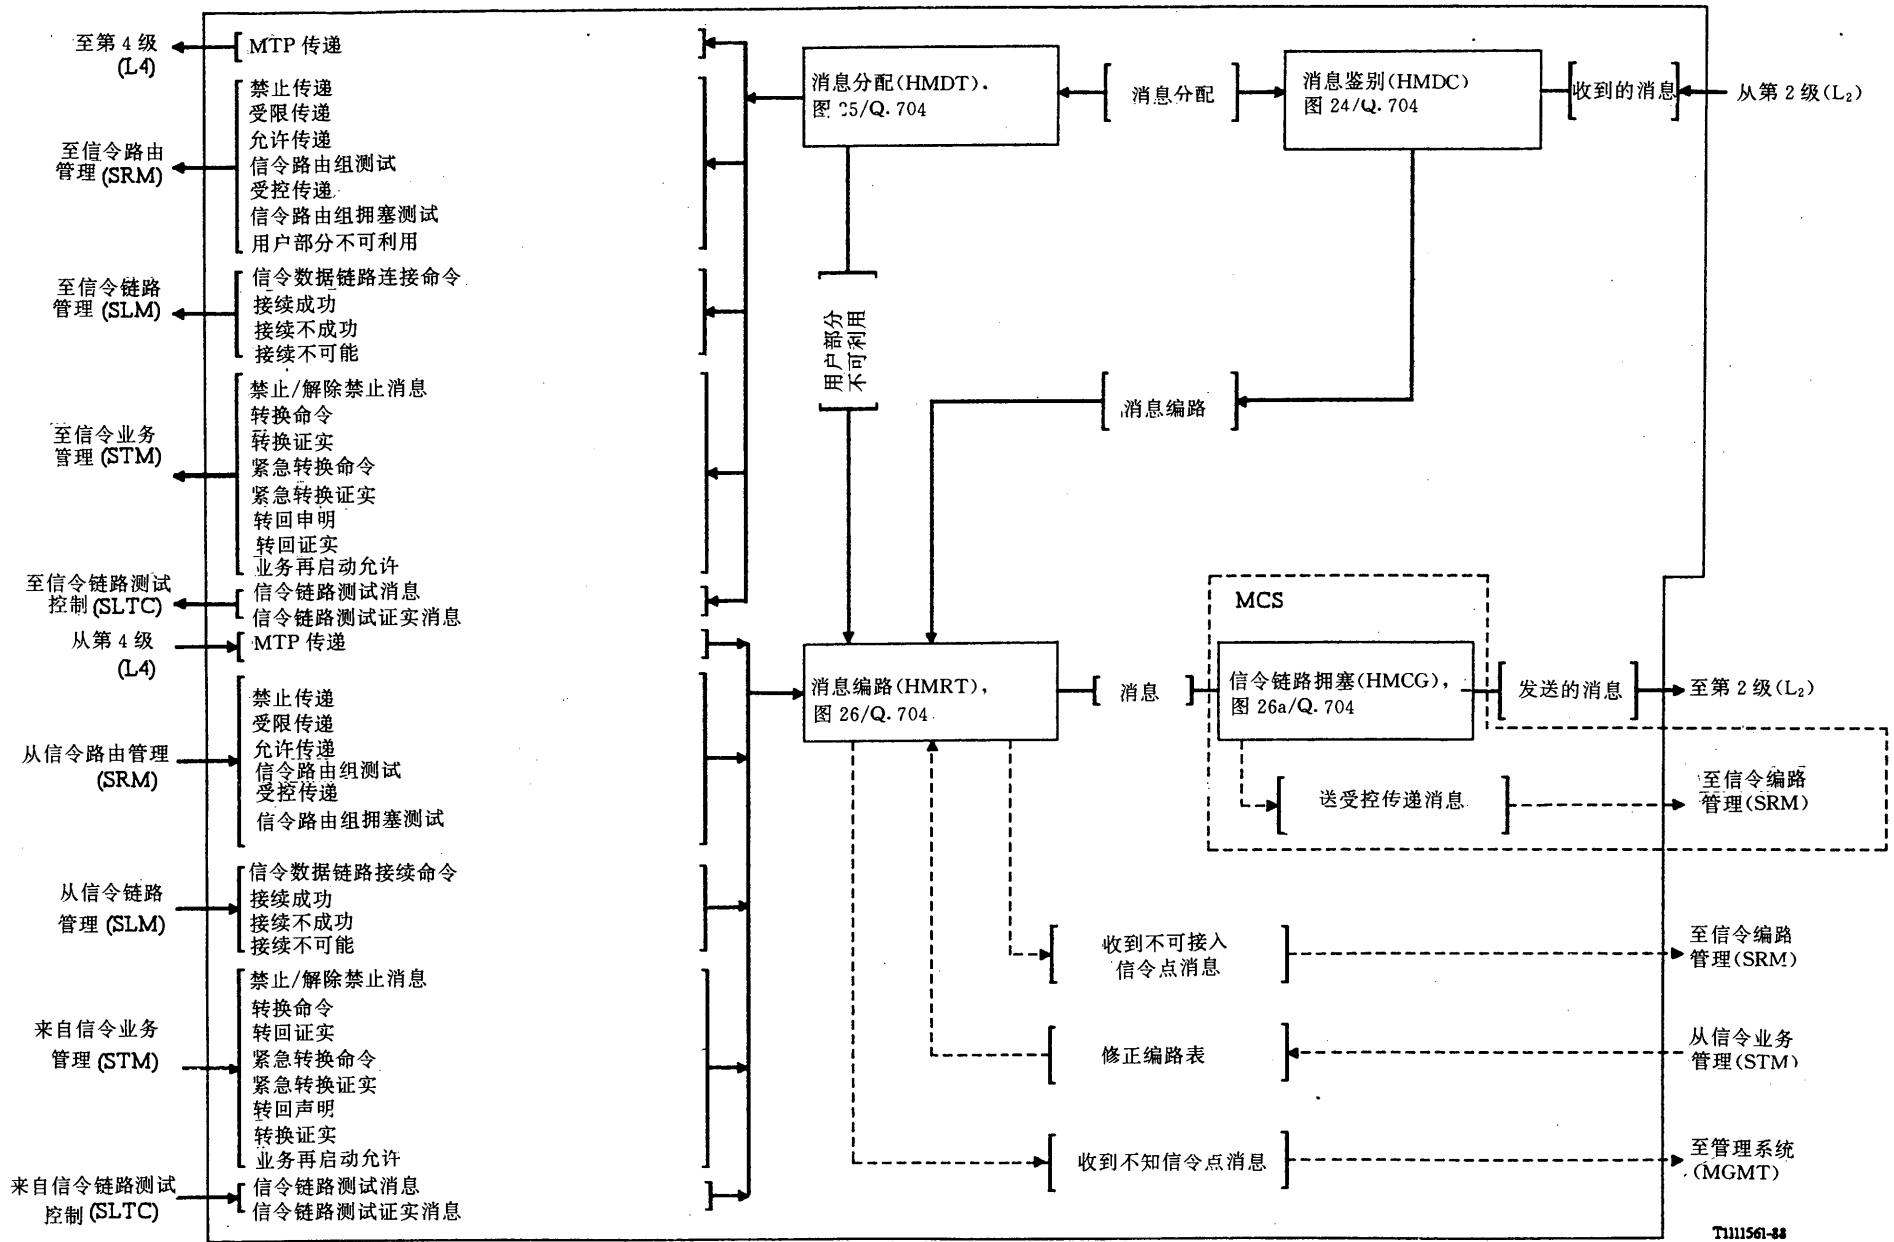 至第 4 级
(L4)
MTP 传递
禁止传递
受限传递
允许传递
信令路由组测试
受控传递
信令路由组拥塞测试
用户部分不可利用
至信令路由
管理(SRM)
至信令链路
管理 (SLM)
信令数据链路连接命令
接续成功
接续不成功
接续不可能
至信令业务
管理 (STM)
禁止/解除禁止消息
转换命令
转换证实
紧急转换命令
紧急转换证实
转回申明
转回证实
业务再启动允许
至信令链路测试
控制(SLTC)
信令链路测试消息
信令链路测试证实消息
从第 4 级
(L4)
MTP 传递
从信令路由管理
(SRM)
禁止传递
受限传递
允许传递
信令路由组测试
受控传递
信令路由组拥塞测试
从信令链路
管理 (SLM)
信令数据链路接续命令
接续成功
接续不成功
接续不可能
来自信令业务
管理 (STM)
禁止/解除禁止消息
转换命令
转回证实
紧急转换命令
紧急转换证实
转回声明
转换证实
业务再启动允许
来自信令链路测试
控制(SLTC)
信令链路测试消息
信令链路测试证实消息
消息分配(HMDT).
图 25/Q.704
消息分配
消息鉴别(HMDC)
图 24/Q.704
收到的消息
从第 2 级(L₂)
用户部分
不可利用
消息编路
消息编路(HMRT),
图 26/Q.704
消息
MCS
信令链路拥塞(HMCG),
图 26a/Q.704
发送的消息
至第 2 级(L₂)
送受控传递消息
至信令编路
管理(SRM)
收到不可接入
信令点消息
至信令编路
管理(SRM)
修正编路表
从信令业务
管理(STM)
收到不知信令点消息
至管理系统
(MGMT)
T1111561-88